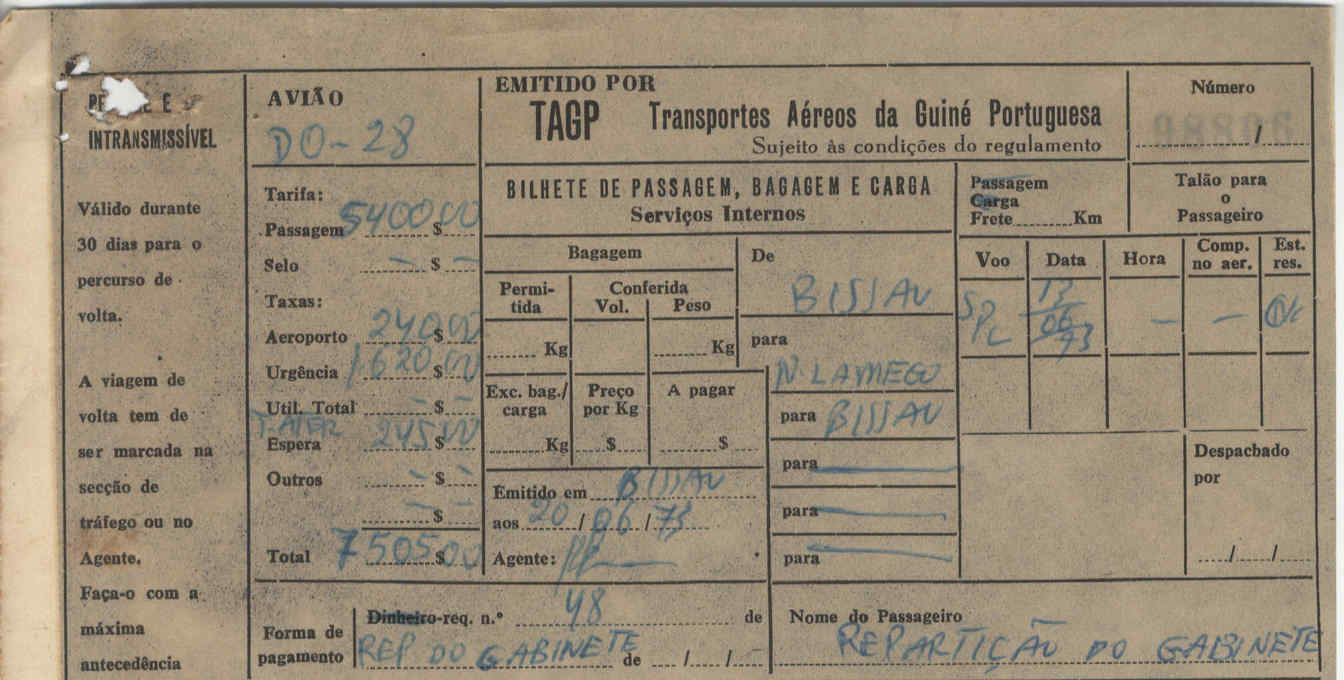 INTRANSMISSÍVEL
Válido durante
30 dias para o
percurso de
volta.
A viagem de
volta tem de
ser marcada na
secção de
tráfego ou no
Agente.
Faça-o com a
máxima
antecedência
AVIÃO
DO-28
Tarifa:
Passagem 5400$00
Selo - $ -
Taxas:
Aeroporto 240$00
Urgência 1.620$00
Util. Total - $ -
T-ATER
Espera 245$00
Outros - $ -
- $ -
Total 7505$00
EMITIDO POR
TAGP Transportes Aéreos da Guiné Portuguesa
Sujeito às condições do regulamento
Número
/
BILHETE DE PASSAGEM, BAGAGEM E CARGA
Serviços Internos
Passagem
Carga
Frete Km
Talão para
o
Passageiro
Bagagem
Permi-
tida
Conferida
Vol. Peso
Kg Kg
Exc. bag./
carga
Preço
por Kg
A pagar
Kg $ $
De
BISSAU
para
N. LAMEGO
para BISSAU
para
para
para
Voo Data Hora Comp.
no aer. Est.
res.
SPL 13/06/73 - - OK
Despachado
por
/ /
Emitido em BISSAU
aos 20/06/73
Agente:
Forma de
pagamento
Dinheiro-req. n.º 48 de
REP DO GABINETE de / /
Nome do Passageiro
REPARTIÇÃO DO GABINETE